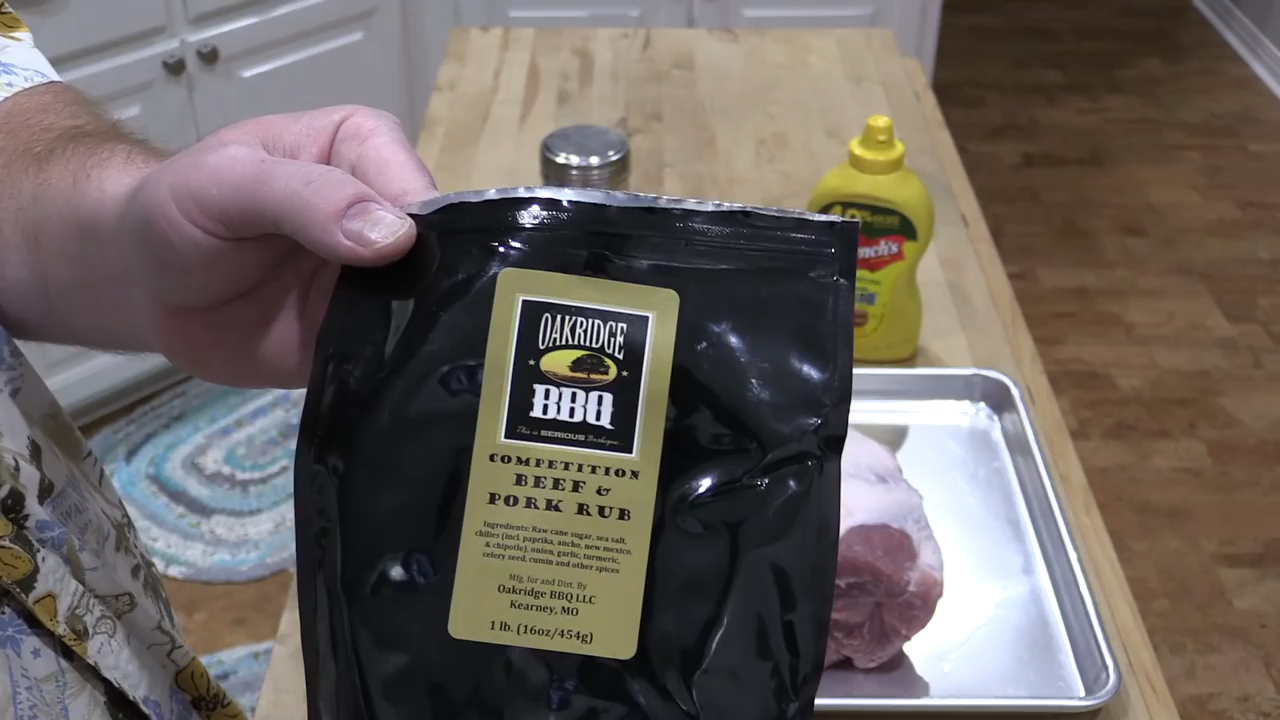 OAKRIDGE
BBQ
This is SERIOUS Barbeque...
COMPETITION
BEEF &
PORK RUB
Ingredients: Raw cane sugar, sea salt,
chilies (incl. paprika, ancho, new mexico,
& chipotle), onion, garlic, turmeric,
celery seed, cumin and other spices
Mfg. for and Dist. By
Oakridge BBQ LLC
Kearney, MO
1 lb. (16oz/454g)
nch's